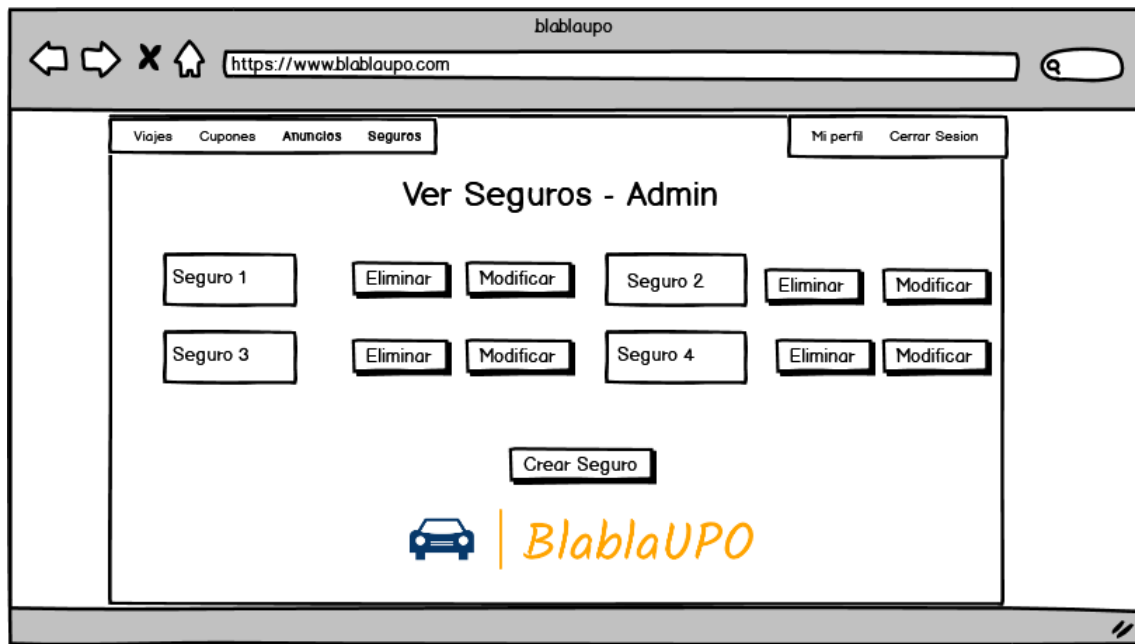 blablaupo
https://www.blablaupo.com
Viajes Cupones Anuncios Seguros Mi perfil Cerrar Sesion
Ver Seguros - Admin
Seguro 1 Eliminar Modificar Seguro 2 Eliminar Modificar
Seguro 3 Eliminar Modificar Seguro 4 Eliminar Modificar
Crear Seguro
BlablaUPO